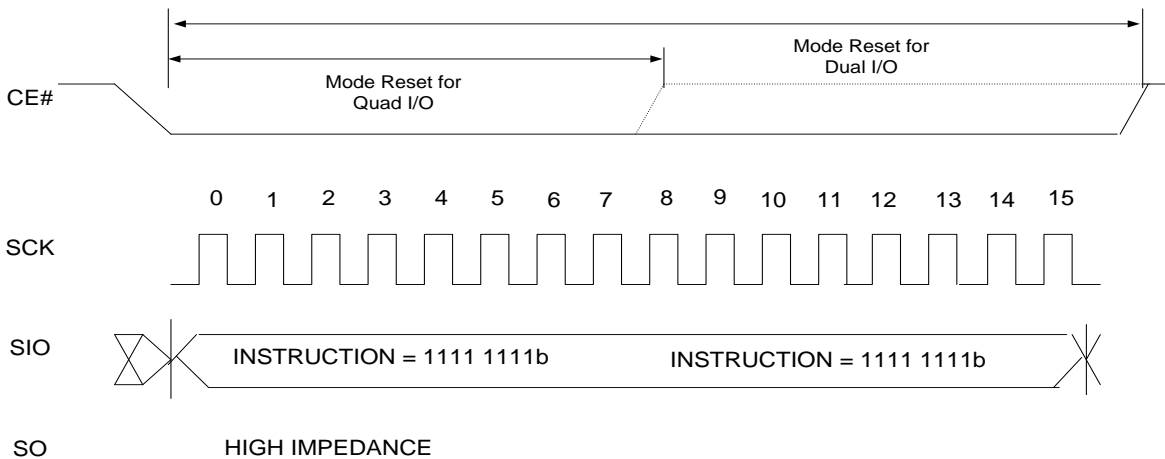 Mode Reset for
Dual I/O
Mode Reset for
Quad I/O
CE#
0 1 2 3 4 5 6 7 8 9 10 11 12 13 14 15
SCK
SIO
INSTRUCTION = 1111 1111b INSTRUCTION = 1111 1111b
SO
HIGH IMPEDANCE